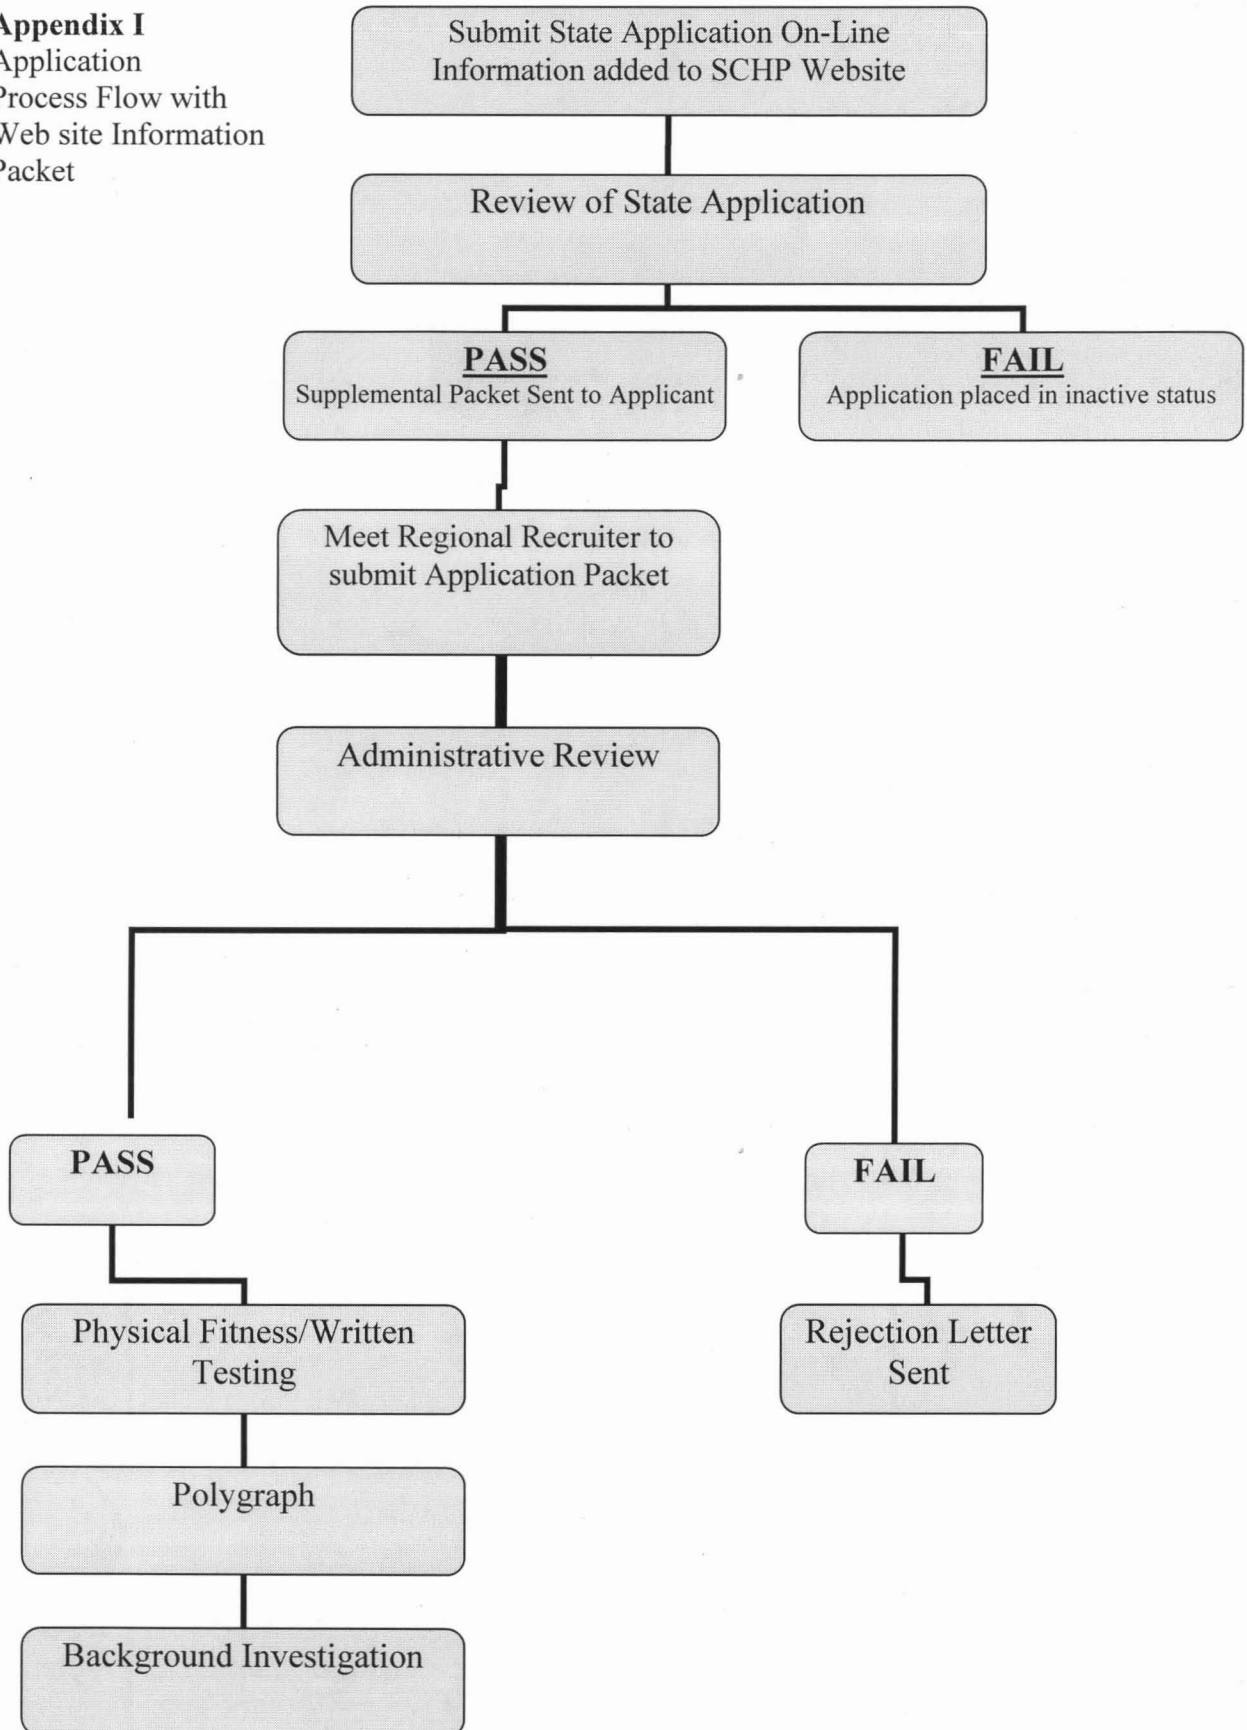 Appendix I
Application
Process Flow with
Web site Information
Packet
Submit State Application On-Line
Information added to SCHP Website
Review of State Application
PASS
Supplemental Packet Sent to Applicant
FAIL
Application placed in inactive status
Meet Regional Recruiter to
submit Application Packet
Administrative Review
PASS
FAIL
Physical Fitness/Written
Testing
Rejection Letter
Sent
Polygraph
Background Investigation